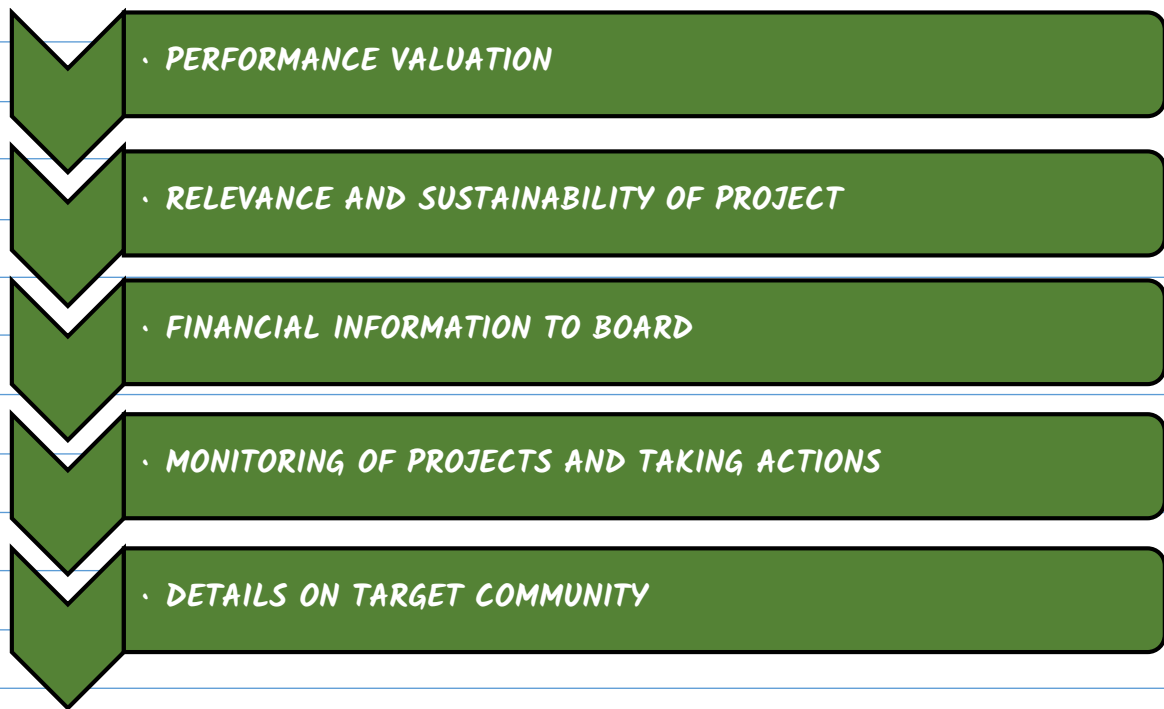 · PERFORMANCE VALUATION
· RELEVANCE AND SUSTAINABILITY OF PROJECT
· FINANCIAL INFORMATION TO BOARD
· MONITORING OF PROJECTS AND TAKING ACTIONS
· DETAILS ON TARGET COMMUNITY